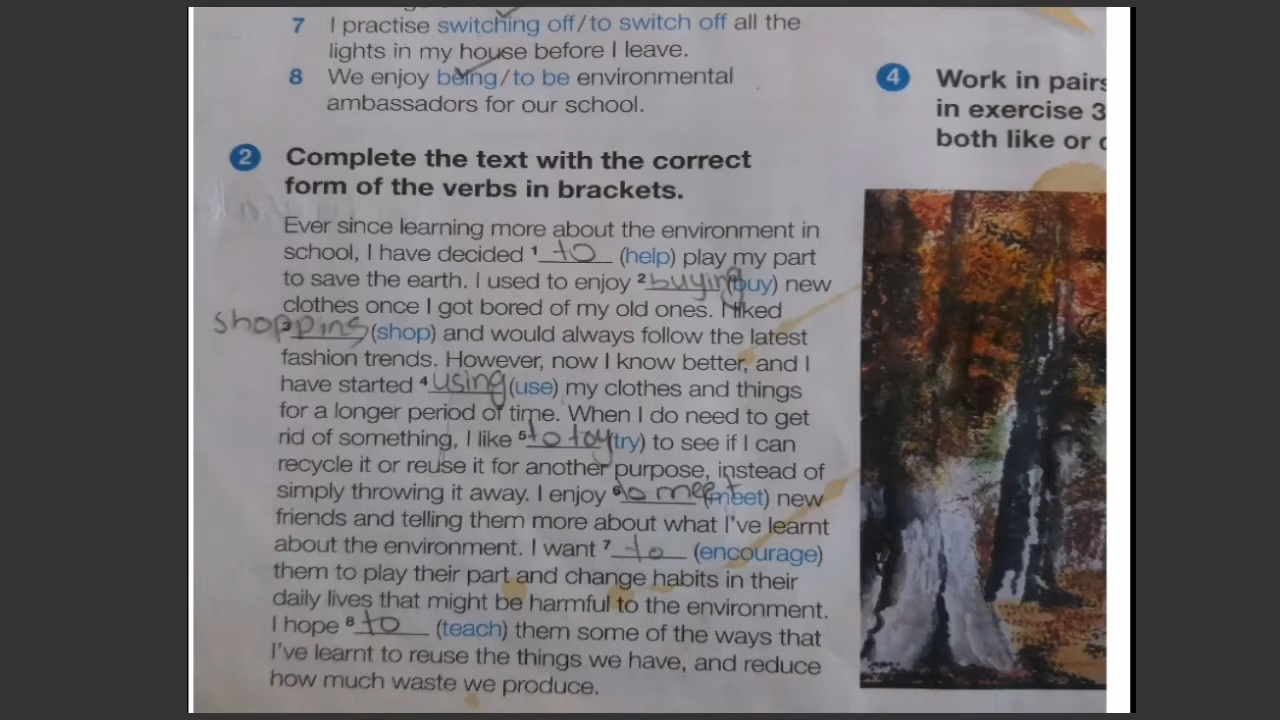 7 I practise switching off/to switch off all the
lights in my house before I leave.
8 We enjoy being/to be environmental
ambassadors for our school.
2 Complete the text with the correct
form of the verbs in brackets.
Ever since learning more about the environment in
school, I have decided 1 to (help) play my part
to save the earth. I used to enjoy 2 buying (buy) new
clothes once I got bored of my old ones. I liked
3 shopping (shop) and would always follow the latest
fashion trends. However, now I know better, and I
have started 4 using (use) my clothes and things
for a longer period of time. When I do need to get
rid of something, I like 5 to toy (try) to see if I can
recycle it or reuse it for another purpose, instead of
simply throwing it away. I enjoy 6 to meet (meet) new
friends and telling them more about what I've learnt
about the environment. I want 7 to (encourage)
them to play their part and change habits in their
daily lives that might be harmful to the environment.
I hope 8 to (teach) them some of the ways that
I've learnt to reuse the things we have, and reduce
how much waste we produce.
4 Work in pairs
in exercise 3
both like or